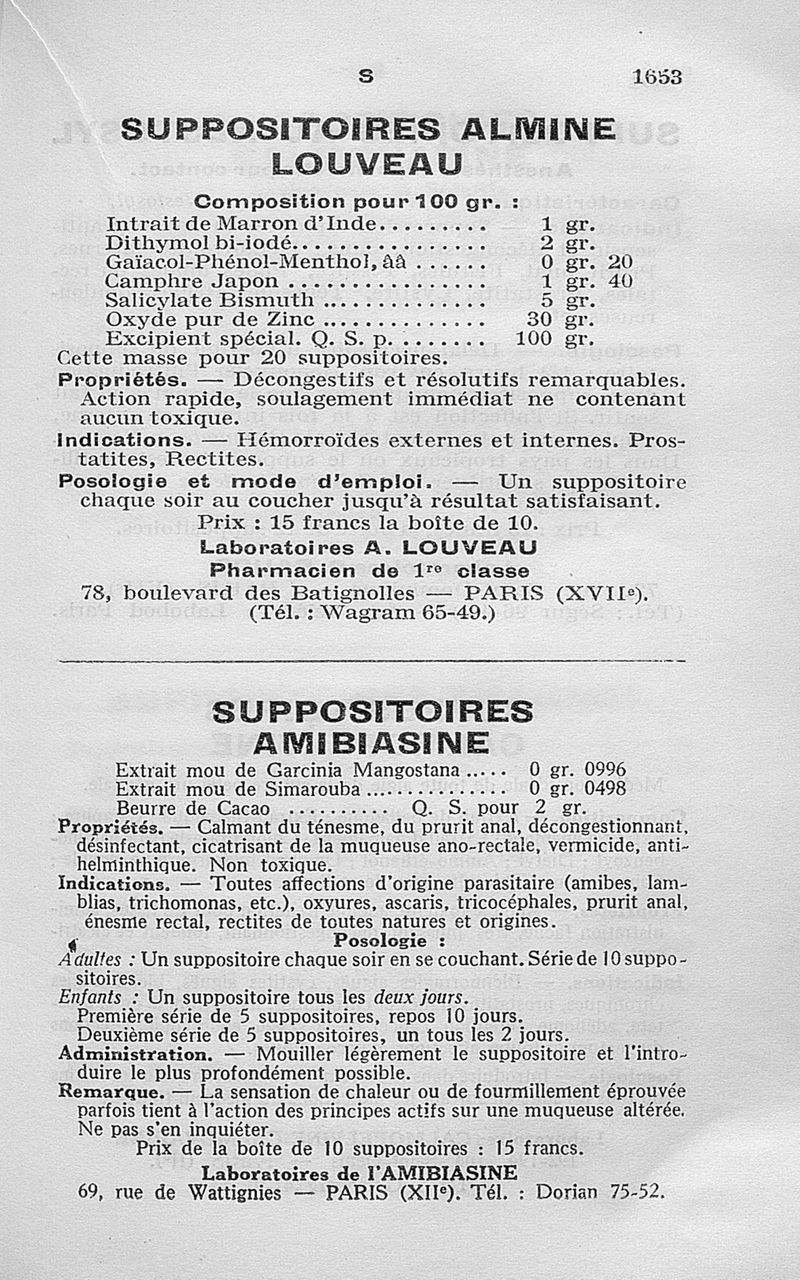 S 1653
SUPPOSITOIRES ALMINE
LOUVEAU
Composition pour 100 gr. :
Intrait de Marron d'Inde......... 1 gr.
Dithymol bi-iodé................. 2 gr.
Gaïacol-Phénol-Menthol, ââ ...... 0 gr. 20
Camphre Japon ................. 1 gr. 40
Salicylate Bismuth .............. 5 gr.
Oxyde pur de Zinc .............. 30 gr.
Excipient spécial. Q. S. p. ........ 100 gr.
Cette masse pour 20 suppositoires.
Propriétés. — Décongestifs et résolutifs remarquables.
Action rapide, soulagement immédiat ne contenant
aucun toxique.
Indications. — Hémorroïdes externes et internes. Pros-
tatites, Rectites.
Posologie et mode d'emploi. — Un suppositoire
chaque soir au coucher jusqu'à résultat satisfaisant.
Prix : 15 francs la boîte de 10.
Laboratoires A. LOUVEAU
Pharmacien de 1re classe
78, boulevard des Batignolles — PARIS (XVIIe).
(Tél. : Wagram 65-49.)
SUPPOSITOIRES
AMIBIASINE
Extrait mou de Garcinia Mangostana ..... 0 gr. 0996
Extrait mou de Simarouba .............. 0 gr. 0498
Beurre de Cacao .......... Q. S. pour 2 gr.
Propriétés. — Calmant du ténesme, du prurit anal, décongestionnant,
désinfectant, cicatrisant de la muqueuse ano-rectale, vermicide, anti-
helminthique. Non toxique.
Indications. — Toutes affections d'origine parasitaire (amibes, lam-
blias, trichomonas, etc.), oxyures, ascaris, tricocéphales, prurit anal,
énesme rectal, rectites de toutes natures et origines.
Posologie :
Adultes : Un suppositoire chaque soir en se couchant. Série de 10 suppo-
sitoires.
Enfants : Un suppositoire tous les deux jours.
Première série de 5 suppositoires, repos 10 jours.
Deuxième série de 5 suppositoires, un tous les 2 jours.
Administration. — Mouiller légèrement le suppositoire et l'intro-
duire le plus profondément possible.
Remarque. — La sensation de chaleur ou de fourmillement éprouvée
parfois tient à l'action des principes actifs sur une muqueuse altérée.
Ne pas s'en inquiéter.
Prix de la boîte de 10 suppositoires : 15 francs.
Laboratoires de l'AMIBIASINE
69, rue de Wattignies — PARIS (XIIe). Tél. : Dorian 75-52.